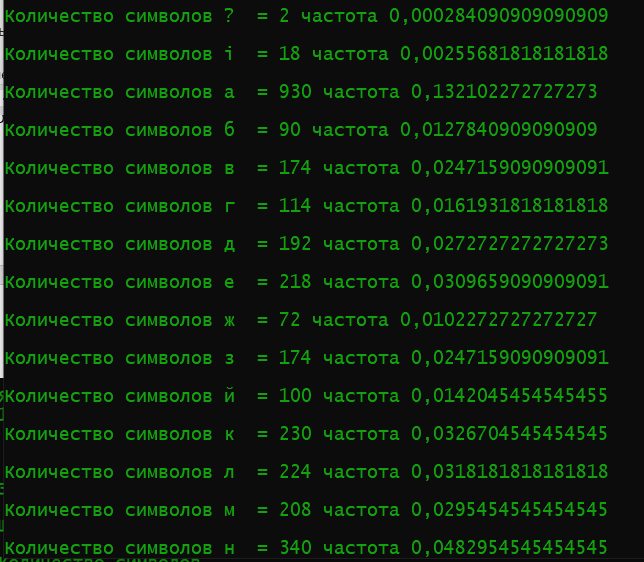 Количество символов ?  = 2 частота 0,000284090909090909
Количество символов і  = 18 частота 0,00255681818181818
Количество символов а  = 930 частота 0,132102272727273
Количество символов б  = 90 частота 0,0127840909090909
Количество символов в  = 174 частота 0,0247159090909091
Количество символов г  = 114 частота 0,0161931818181818
Количество символов д  = 192 частота 0,0272727272727273
Количество символов е  = 218 частота 0,0309659090909091
Количество символов ж  = 72 частота 0,0102272727272727
Количество символов з  = 174 частота 0,0247159090909091
Количество символов й  = 100 частота 0,0142045454545455
Количество символов к  = 230 частота 0,0326704545454545
Количество символов л  = 224 частота 0,0318181818181818
Количество символов м  = 208 частота 0,0295454545454545
Количество символов н  = 340 частота 0,0482954545454545